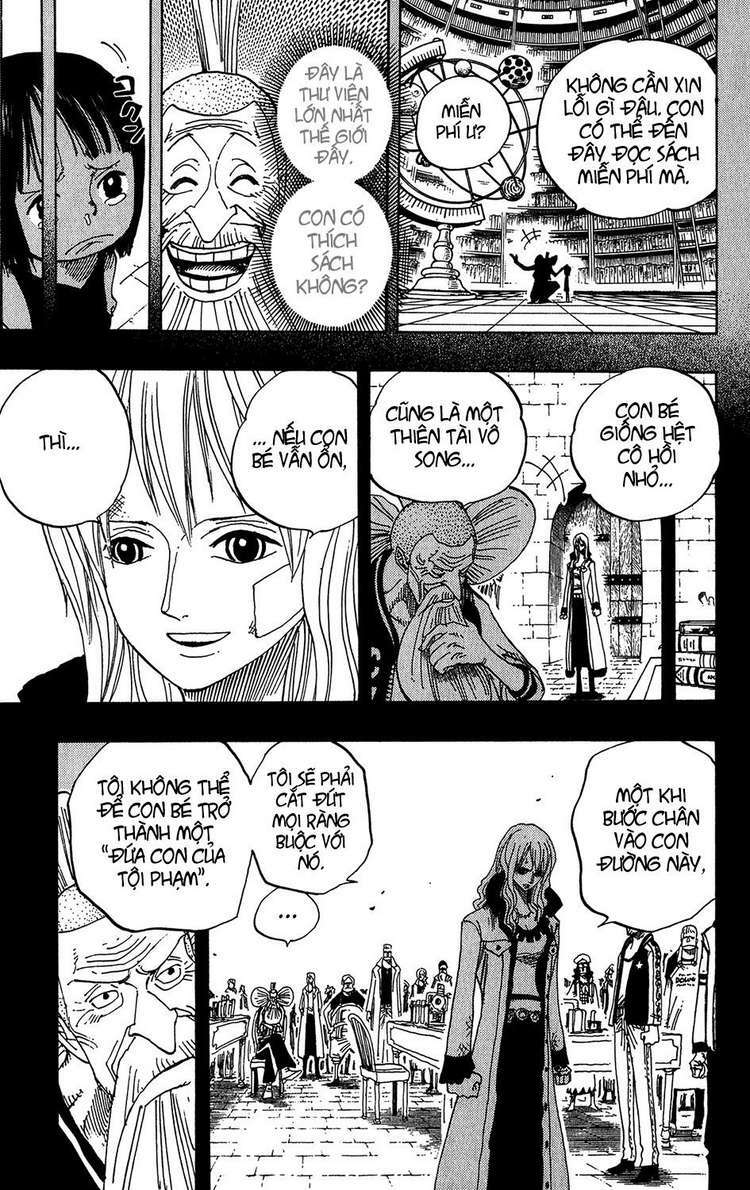 KHÔNG CẦN XIN
LỖI GÌ ĐÂU. CON
CÓ THỂ ĐẾN
ĐÂY ĐỌC SÁCH
MIỄN PHÍ MÀ.
MIỄN
PHÍ Ư?
ĐÂY LÀ
THƯ VIỆN
LỚN NHẤT
THẾ GIỚI
ĐẤY.
CON CÓ
THÍCH
SÁCH
KHÔNG?
CON BÉ
GIỐNG HỆT
CÔ HỒI
NHỎ...
CŨNG LÀ MỘT
THIÊN TÀI VÔ
SONG...
... NẾU CON
BÉ VẪN ỔN,
THÌ...
MỘT KHI
BƯỚC CHÂN
VÀO CON
ĐƯỜNG NÀY,
TÔI SẼ PHẢI
CẮT ĐỨT
MỌI RÀNG
BUỘC VỚI
NÓ.
...
TÔI KHÔNG THỂ
ĐỂ CON BÉ TRỞ
THÀNH MỘT
"ĐỨA CON CỦA
TỘI PHẠM".